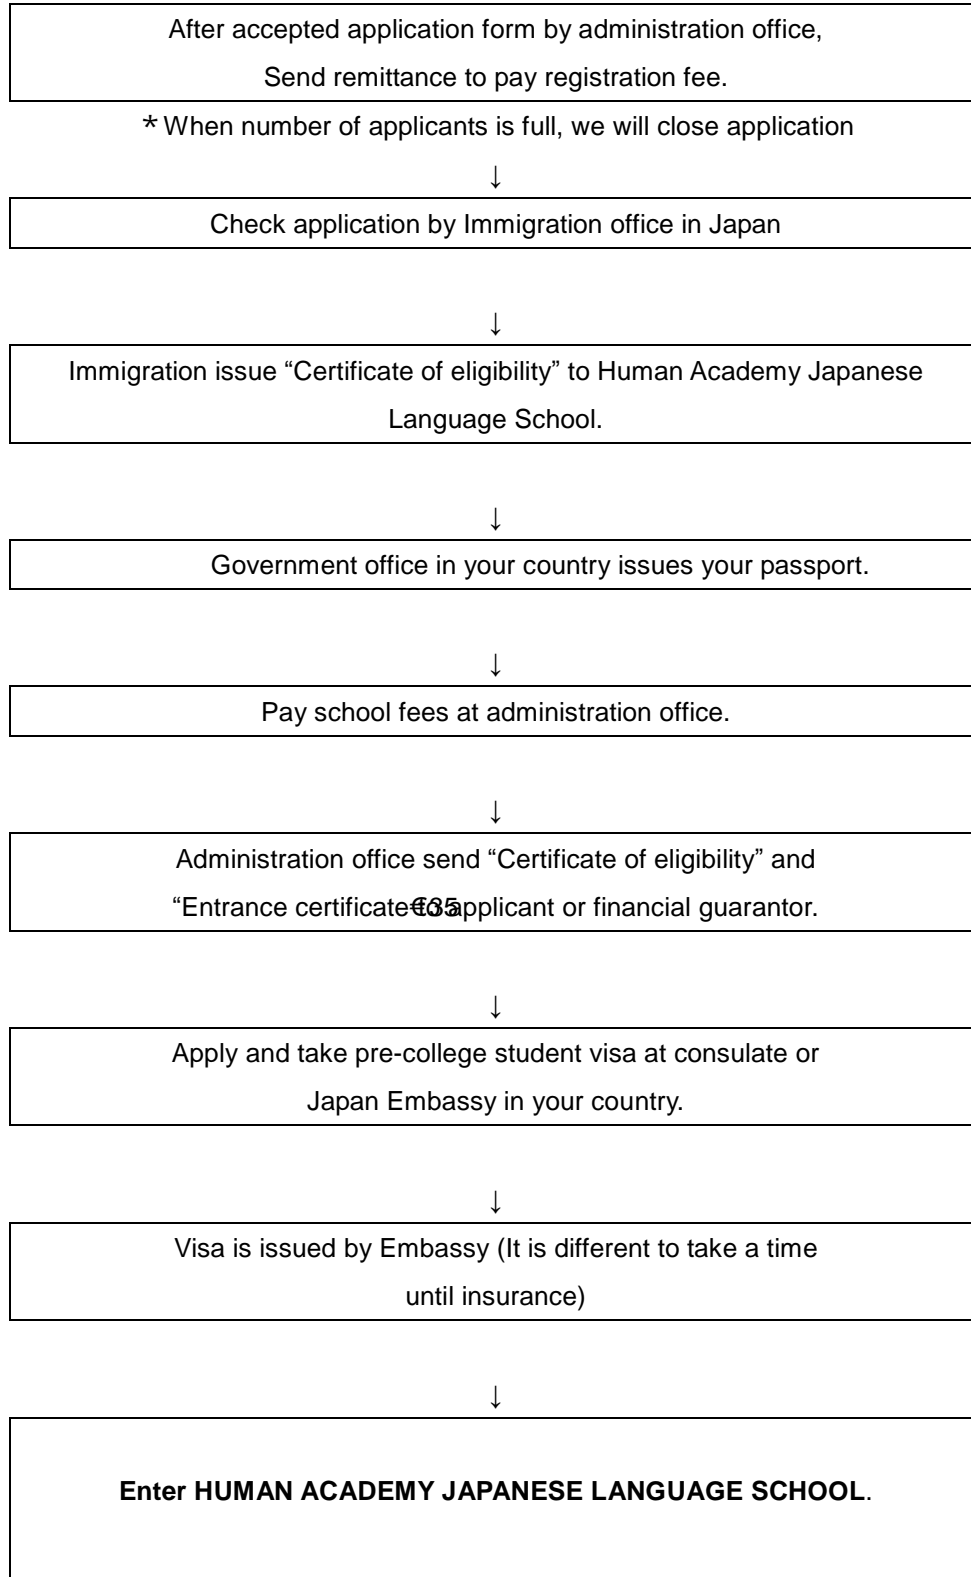 After accepted application form by administration office,
Send remittance to pay registration fee.
* When number of applicants is full, we will close application
↓
Check application by Immigration office in Japan
↓
Immigration issue “Certificate of eligibility” to Human Academy Japanese
Language School.
↓
Government office in your country issues your passport.
↓
Pay school fees at administration office.
↓
Administration office send “Certificate of eligibility” and
“Entrance certificate applicant or financial guarantor.
↓
Apply and take pre-college student visa at consulate or
Japan Embassy in your country.
↓
Visa is issued by Embassy (It is different to take a time
until insurance)
↓
Enter HUMAN ACADEMY JAPANESE LANGUAGE SCHOOL.